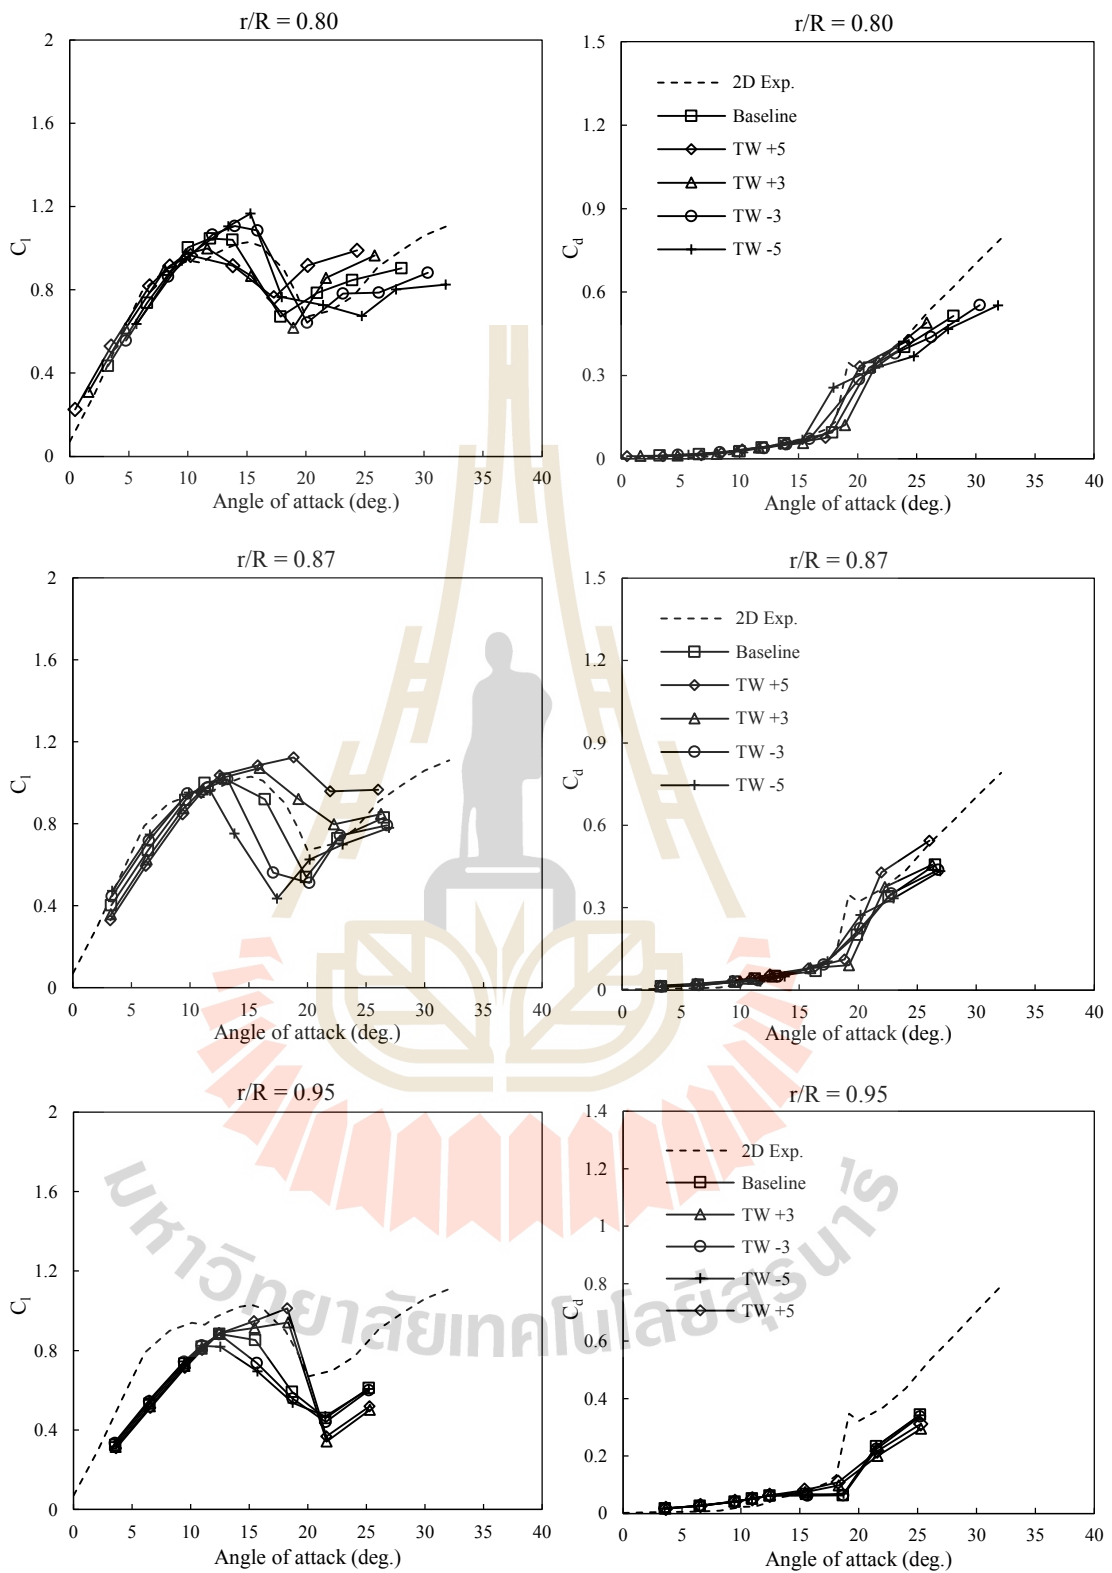 r/R = 0.80
2
1.6
1.2
0.8
0.4
0
C_l
0 5 10 15 20 25 30 35 40
Angle of attack (deg.)
r/R = 0.80
1.5
1.2
0.9
0.6
0.3
0
C_d
2D Exp.
Baseline
TW +5
TW +3
TW -3
TW -5
0 5 10 15 20 25 30 35 40
Angle of attack (deg.)
r/R = 0.87
2
1.6
1.2
0.8
0.4
0
C_l
0 5 10 15 20 25 30 35 40
Angle of attack (deg.)
r/R = 0.87
1.5
1.2
0.9
0.6
0.3
0
C_d
2D Exp.
Baseline
TW +5
TW +3
TW -3
TW -5
0 5 10 15 20 25 30 35 40
Angle of attack (deg.)
r/R = 0.95
2
1.6
1.2
0.8
0.4
0
C_l
0 5 10 15 20 25 30 35 40
Angle of attack (deg.)
r/R = 0.95
1.4
1.2
1
0.8
0.6
0.4
0.2
0
C_d
2D Exp.
Baseline
TW +3
TW -3
TW -5
TW +5
0 5 10 15 20 25 30 35 40
Angle of attack (deg.)
มหาวิทยาลัยเทคโนโลยีสุรนารี